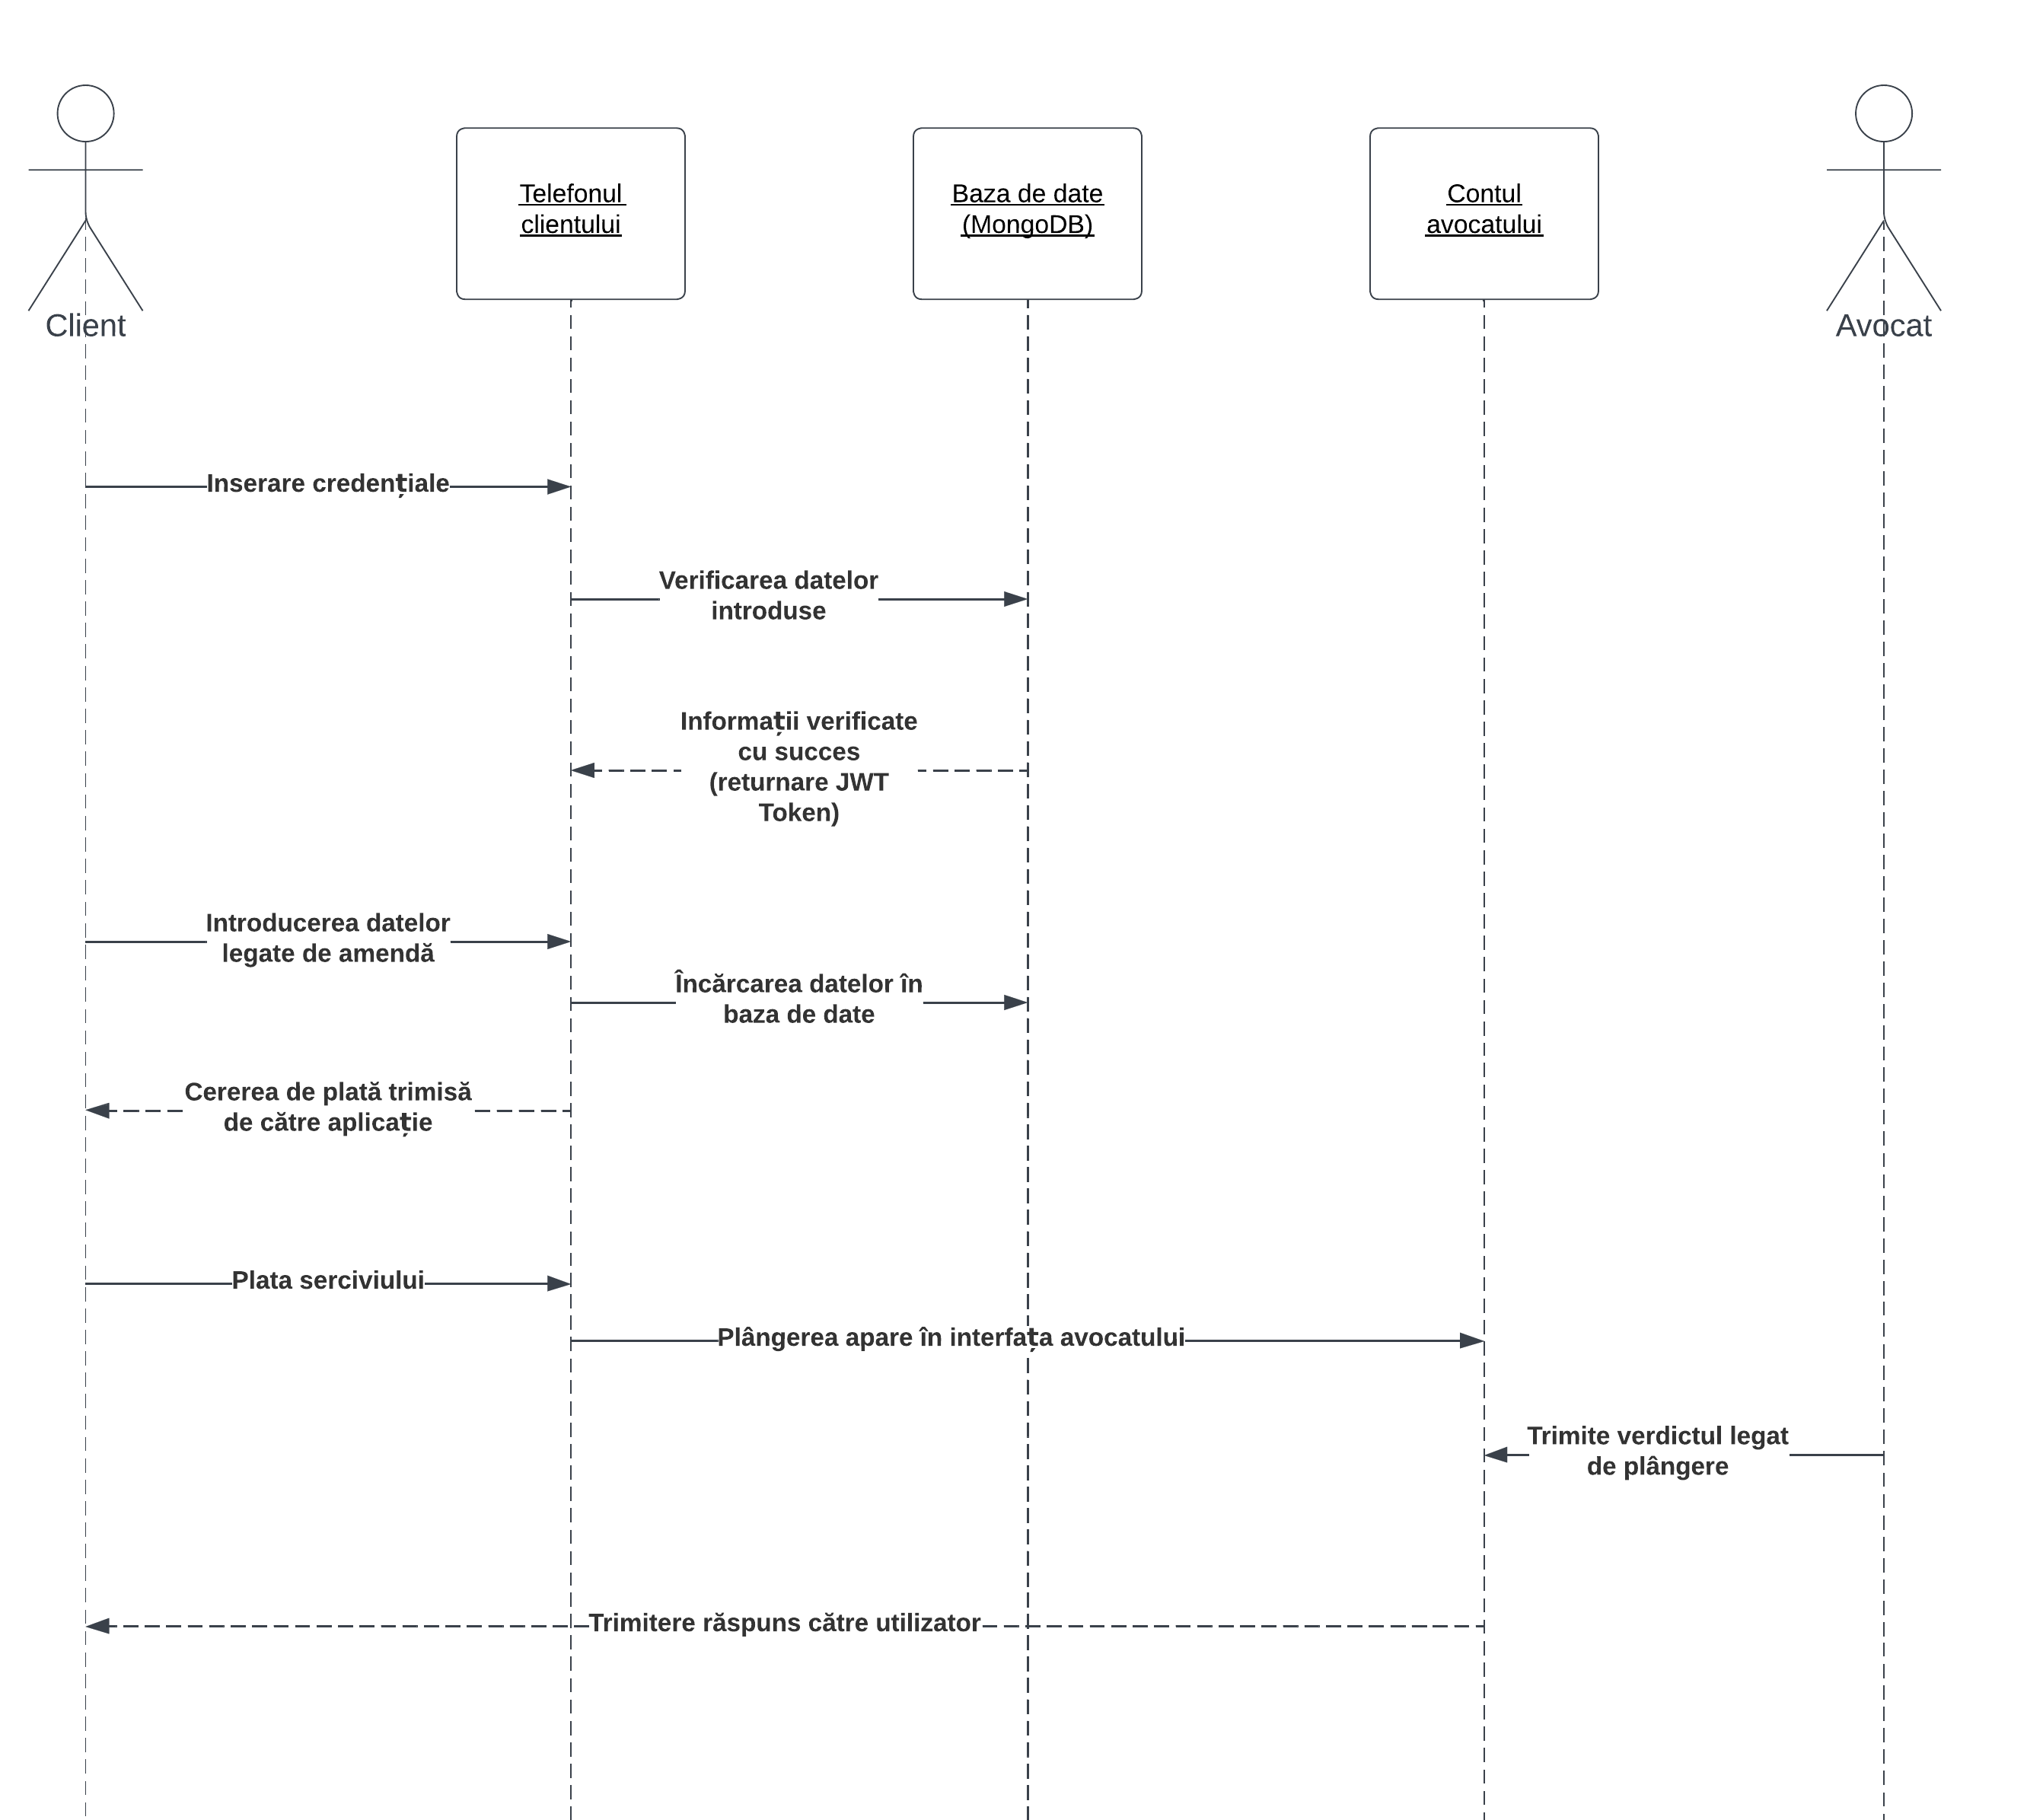 Telefonul
clientului
Baza de date
(MongoDB)
Contul
avocatului
Client
Avocat
Inserare credențiale
Verificarea datelor
introduse
Informații verificate
cu succes
(returnare JWT
Token)
Introducerea datelor
legate de amendă
Încărcarea datelor în
baza de date
Cererea de plată trimisă
de către aplicație
Plata serciviului
Plângerea apare în interfața avocatului
Trimite verdictul legat
de plângere
Trimitere răspuns către utilizator